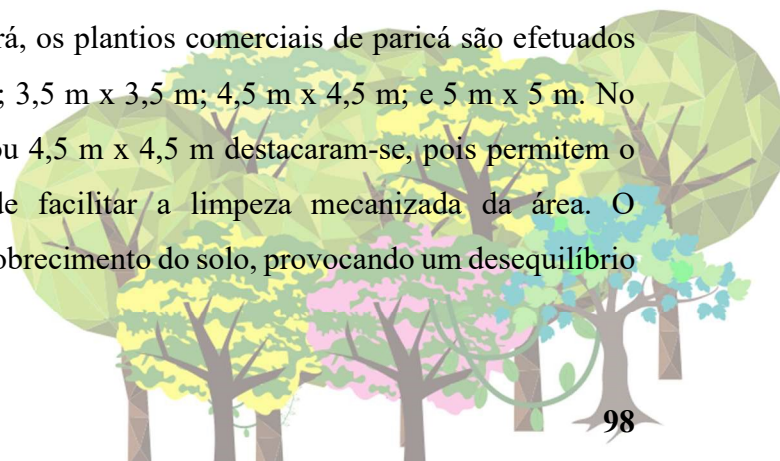 rá, os plantios comerciais de paricá são efetuados
; 3,5 m x 3,5 m; 4,5 m x 4,5 m; e 5 m x 5 m. No
ou 4,5 m x 4,5 m destacaram-se, pois permitem o
de facilitar a limpeza mecanizada da área. O
obrecimento do solo, provocando um desequilíbrio
98